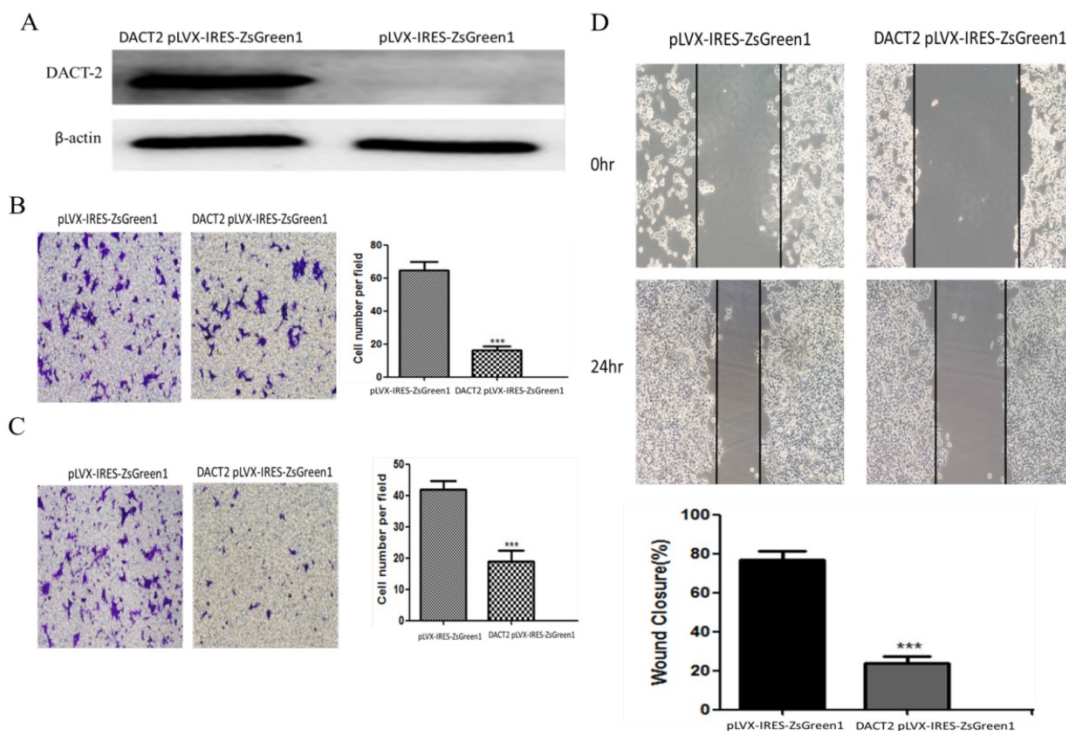 A
DACT2 pLVX-IRES-ZsGreen1 pLVX-IRES-ZsGreen1
DACT-2
β-actin
B
pLVX-IRES-ZsGreen1 DACT2 pLVX-IRES-ZsGreen1
Cell number per field
80
60
40
20
0
***
pLVX-IRES-ZsGreen1 DACT2 pLVX-IRES-ZsGreen1
C
pLVX-IRES-ZsGreen1 DACT2 pLVX-IRES-ZsGreen1
Cell number per field
50
40
30
20
10
0
***
pLVX-IRES-ZsGreen1 DACT2 pLVX-IRES-ZsGreen1
D
pLVX-IRES-ZsGreen1 DACT2 pLVX-IRES-ZsGreen1
0hr
24hr
Wound Closure(%)
100
80
60
40
20
0
***
pLVX-IRES-ZsGreen1 DACT2 pLVX-IRES-ZsGreen1